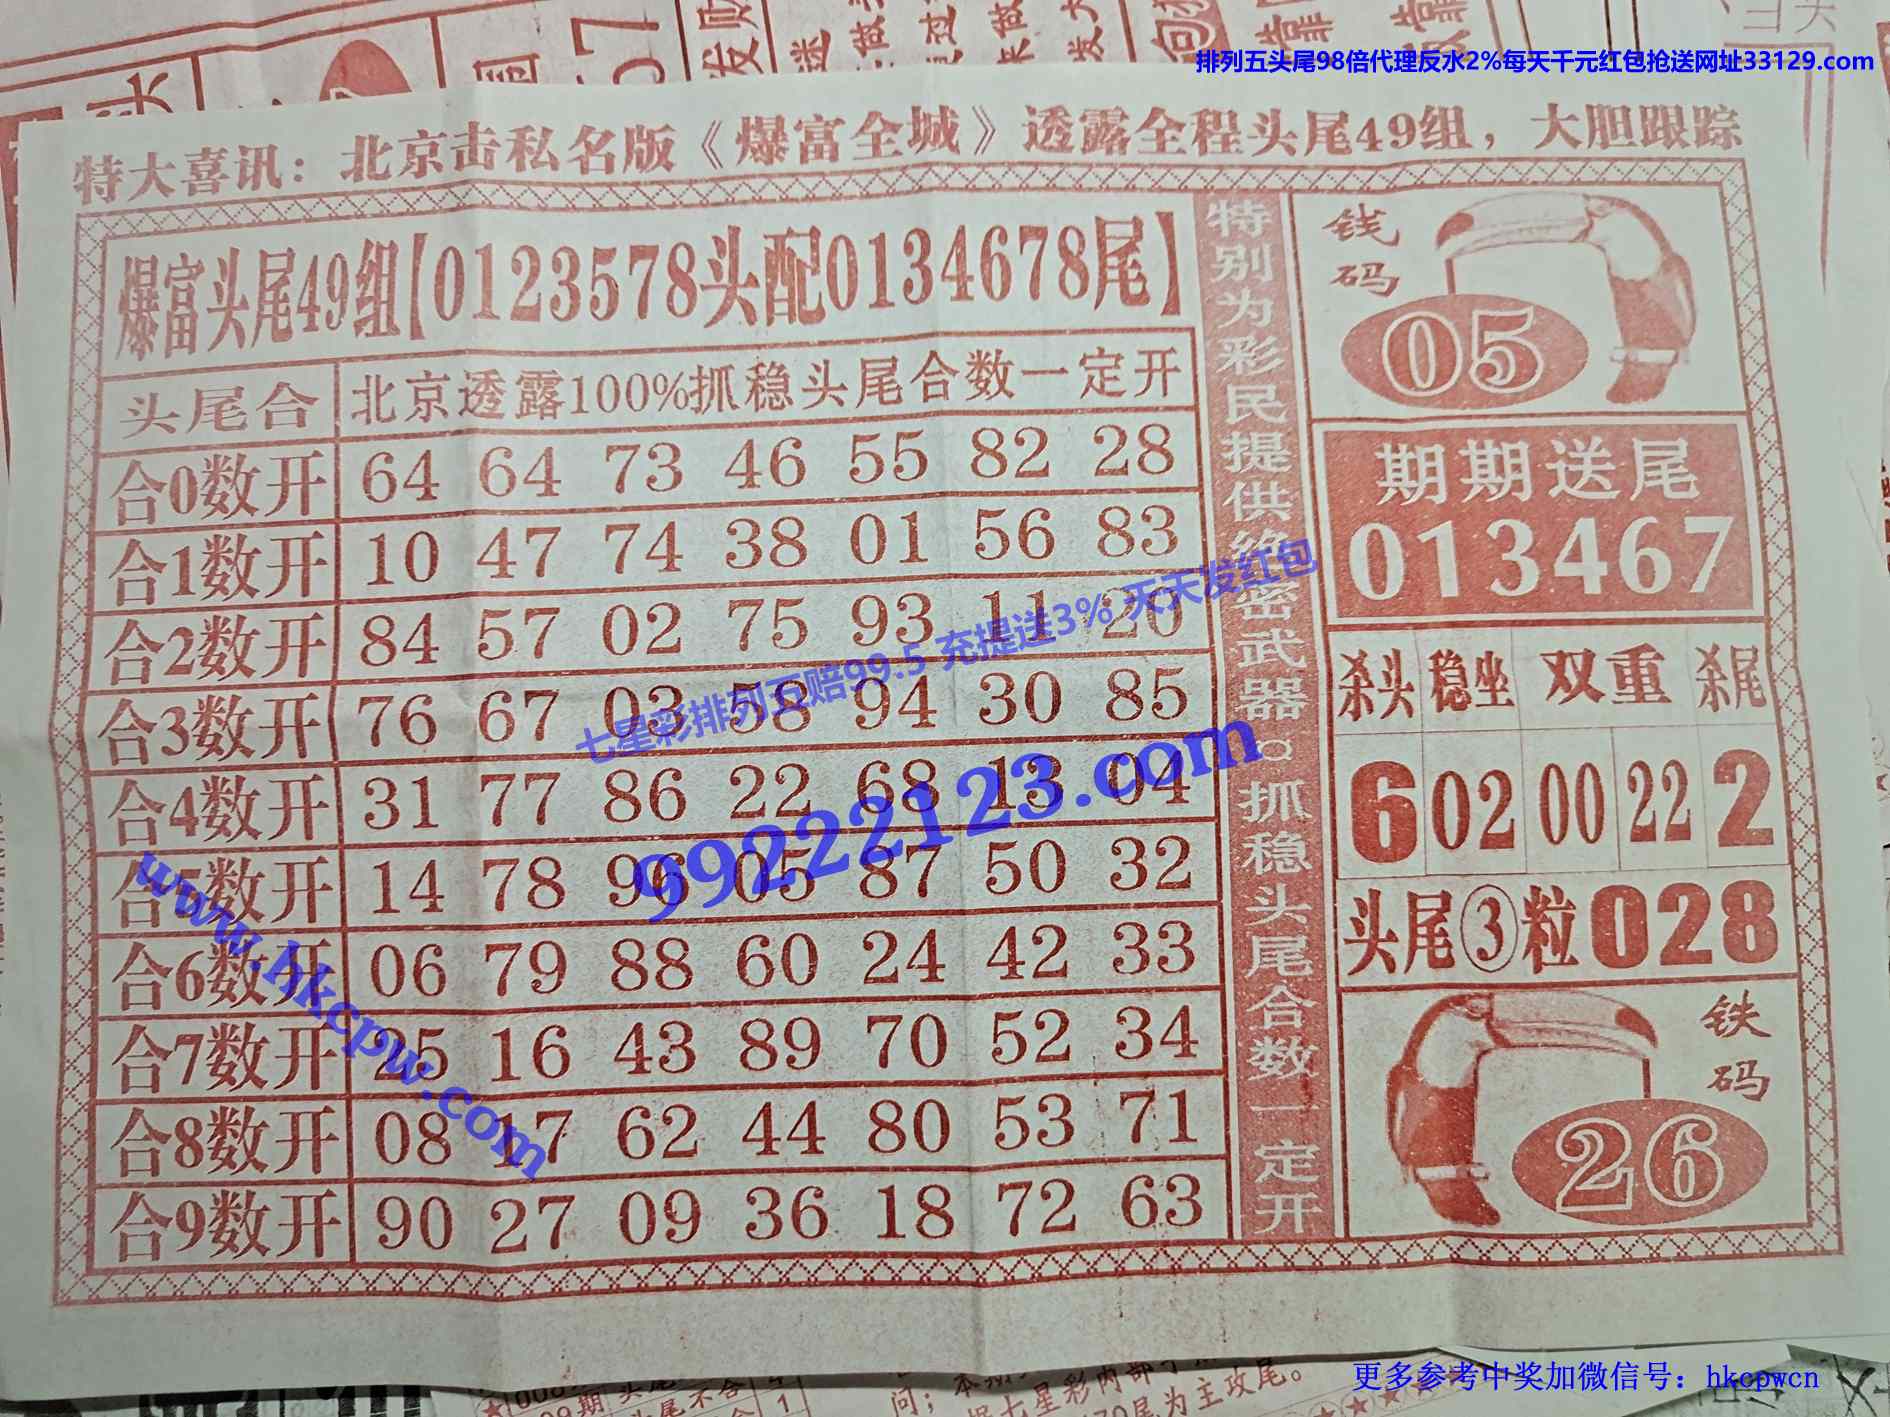 排列五头尾98倍代理反水2%每天千元红包抢送网址33129.com
特大喜讯：北京击私名版《爆富全城》透露全程头尾49组，大胆跟踪
爆富头尾49组【0123578头配0134678尾】
头尾合 北京透露100%抓稳头尾合数一定开
合0数开 64 64 73 46 55 82 28
合1数开 10 47 74 38 01 56 83
合2数开 84 57 02 75 93 11 20
合3数开 76 67 03 58 94 30 85
合4数开 31 77 86 22 68 13 04
合5数开 14 78 96 05 87 50 32
合6数开 06 79 88 60 24 42 33
合7数开 25 16 43 89 70 52 34
合8数开 08 17 62 44 80 53 71
合9数开 90 27 09 36 18 72 63
特别为彩民提供绝密武器抓稳头尾合数一定开
钱码
05
期期送尾
013467
杀头 稳坐 双重 杀尾
6 02 00 22 2
头尾③粒028
铁码
26
七星彩排列五赔99.5 充提送3% 天天发红包
99222123.com
www.hkcpw.com
更多参考中奖加微信号：hkcpwcn